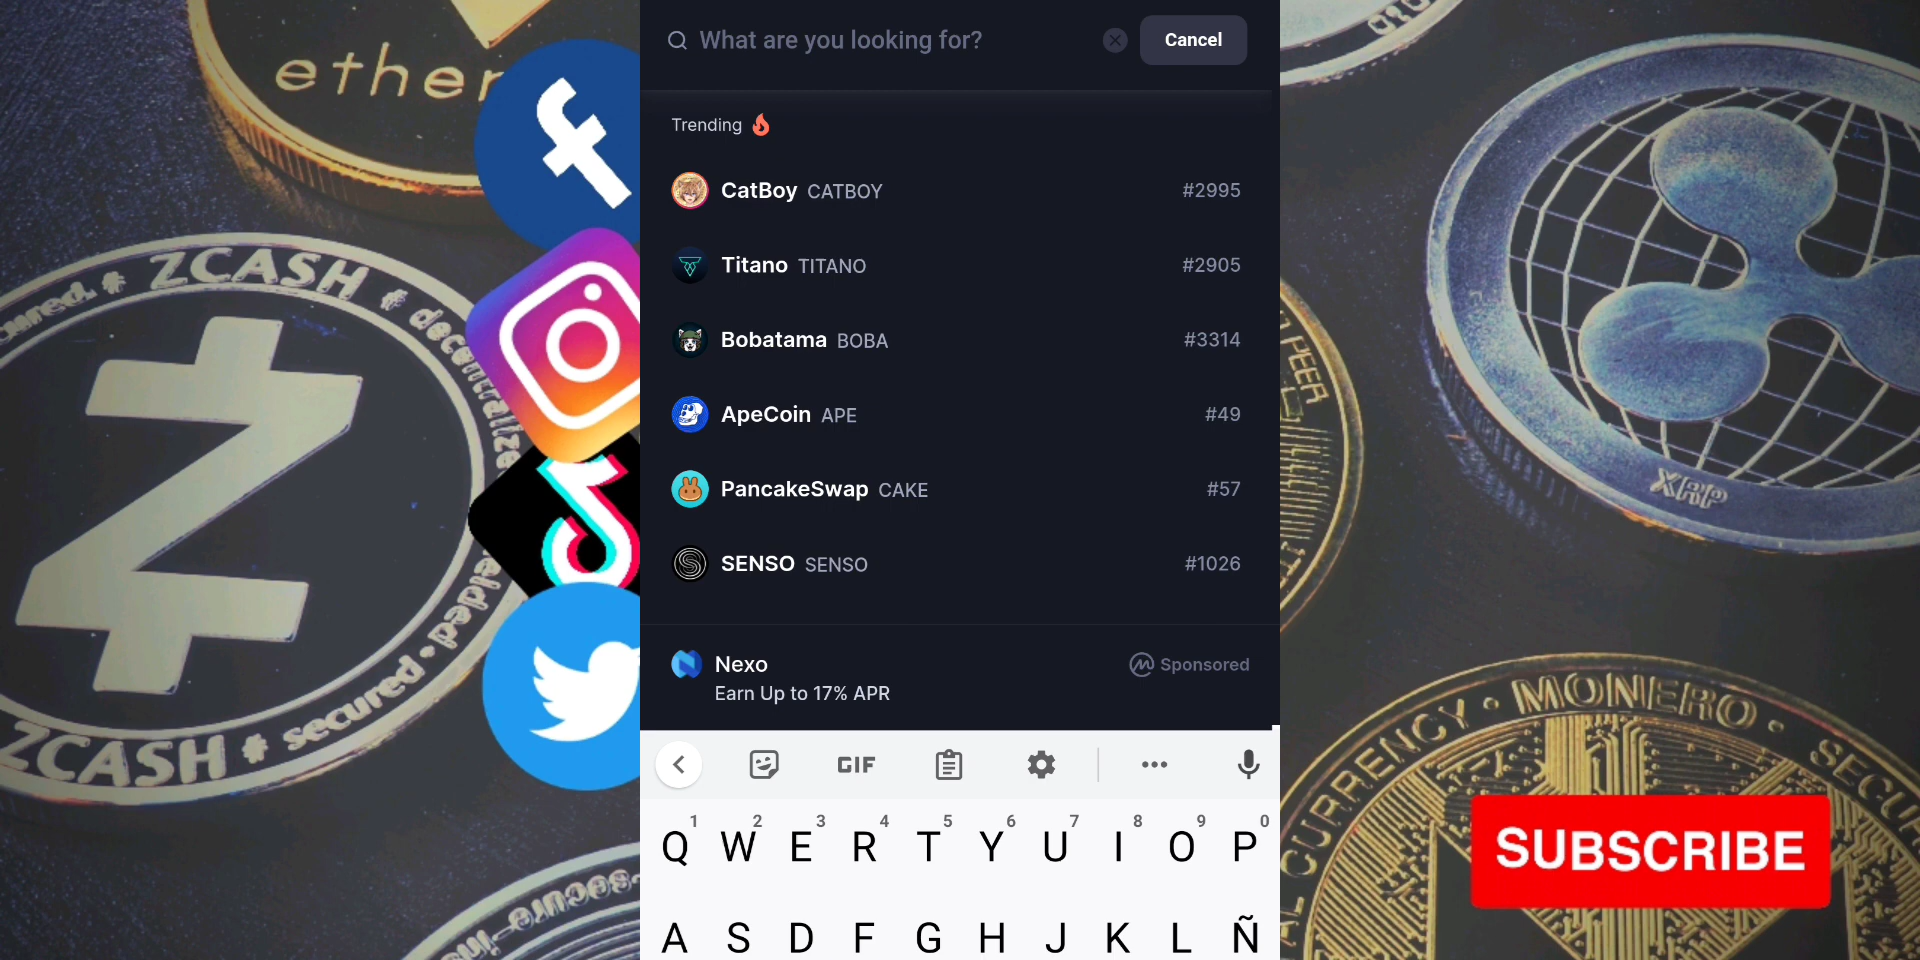 ether
What are you looking for?
Cancel
Trending
CatBoy CATBOY #2995
Titano TITANO #2905
Bobatama BOBA #3314
ApeCoin APE #49
PancakeSwap CAKE #57
SENSO SENSO #1026
Nexo
Sponsored
Earn Up to 17% APR
GIF
1 2 3 4 5 6 7 8 9 0
Q W E R T Y U I O P
A S D F G H J K L Ñ
ZCASH
ZCASH
secured
PEER
XRP
CURRENCY · MONERO ·
SUBSCRIBE